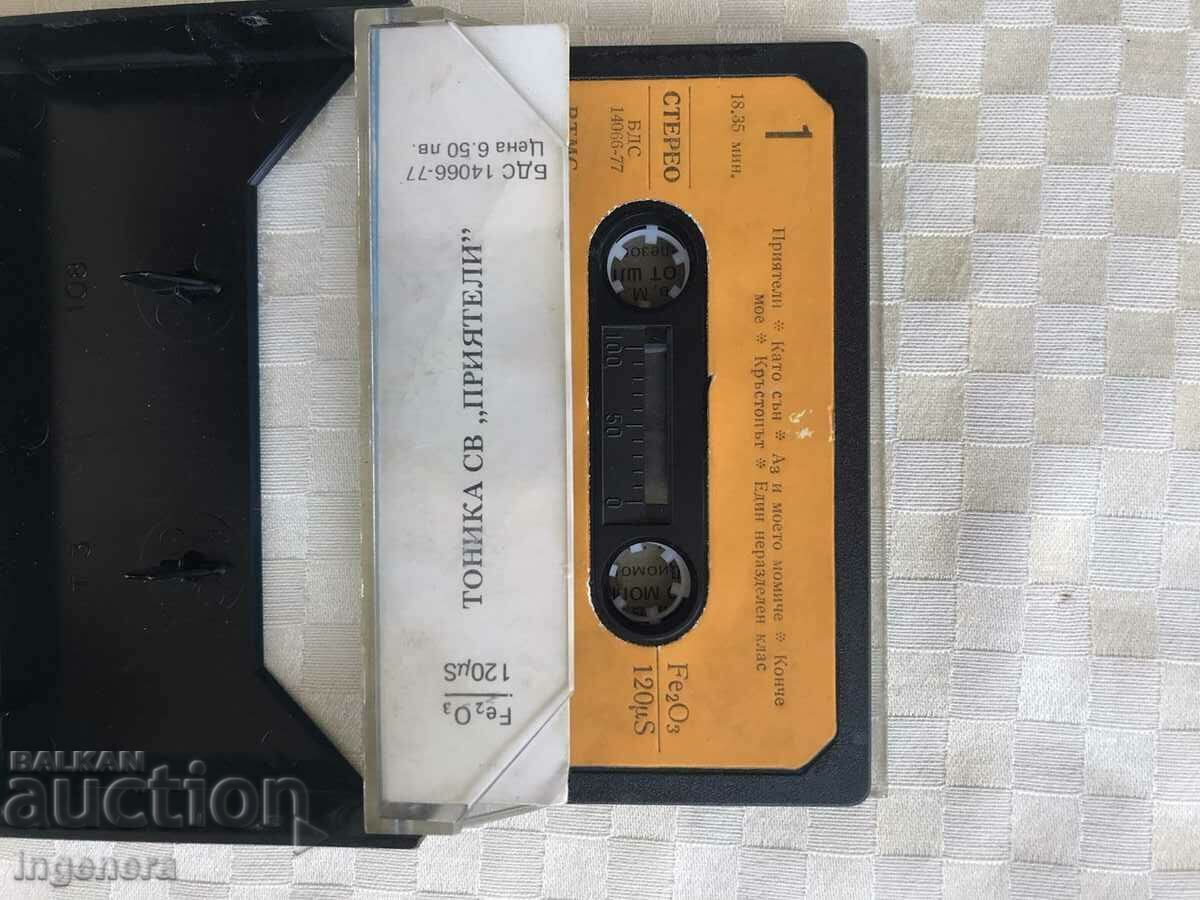 БДС 14066-77
Цена 6.50 лв.
ТОНИКА СВ „ПРИЯТЕЛИ”
Fe₂O₃
120µS
1
18.35 мин.
СТЕРЕО
БДС
14066-77
Приятели ❊ Като сън ❊ Аз и моето момиче ❊ Конче
мое ❊ Кръстопът ❊ Един неразделен клас
Fe₂O₃
120µS
100 50 0
108
BALKAN
auction
ingenera